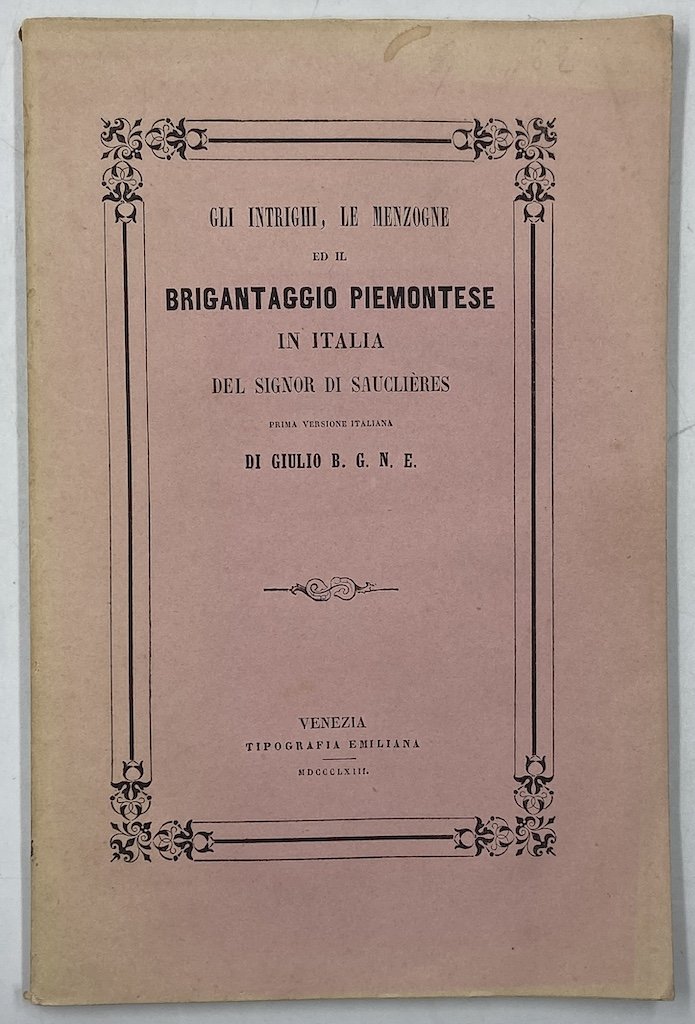 GLI INTRIGHI, LE MENZOGNE
ED IL
BRIGANTAGGIO PIEMONTESE
IN ITALIA
DEL SIGNOR DI SAUCLIÈRES
PRIMA VERSIONE ITALIANA
DI GIULIO B. G. N. E.
VENEZIA
TIPOGRAFIA EMILIANA
MDCCCLXIII.